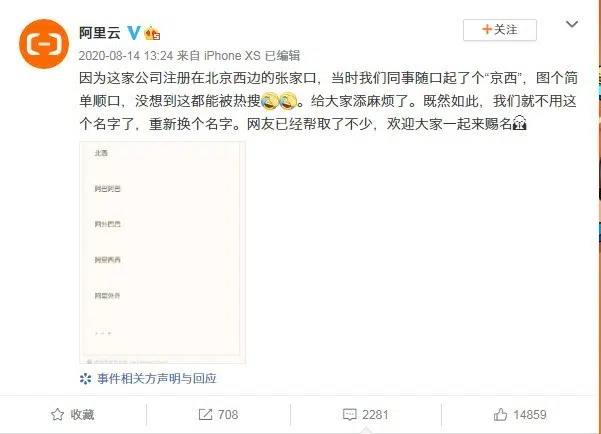 阿里云
+关注
2020-08-14 13:24 来自 iPhone XS 已编辑
因为这家公司注册在北京西边的张家口，当时我们同事随口起了个“京西”，图个简
单顺口，没想到这都能被热搜。给大家添麻烦了。既然如此，我们就不用这
个名字了，重新换个名字。网友已经帮取了不少，欢迎大家一起来赐名
北西
阿巴阿巴
阿外巴巴
阿里西西
阿里外外
...
事件相关方声明与回应
收藏
708
2281
14859